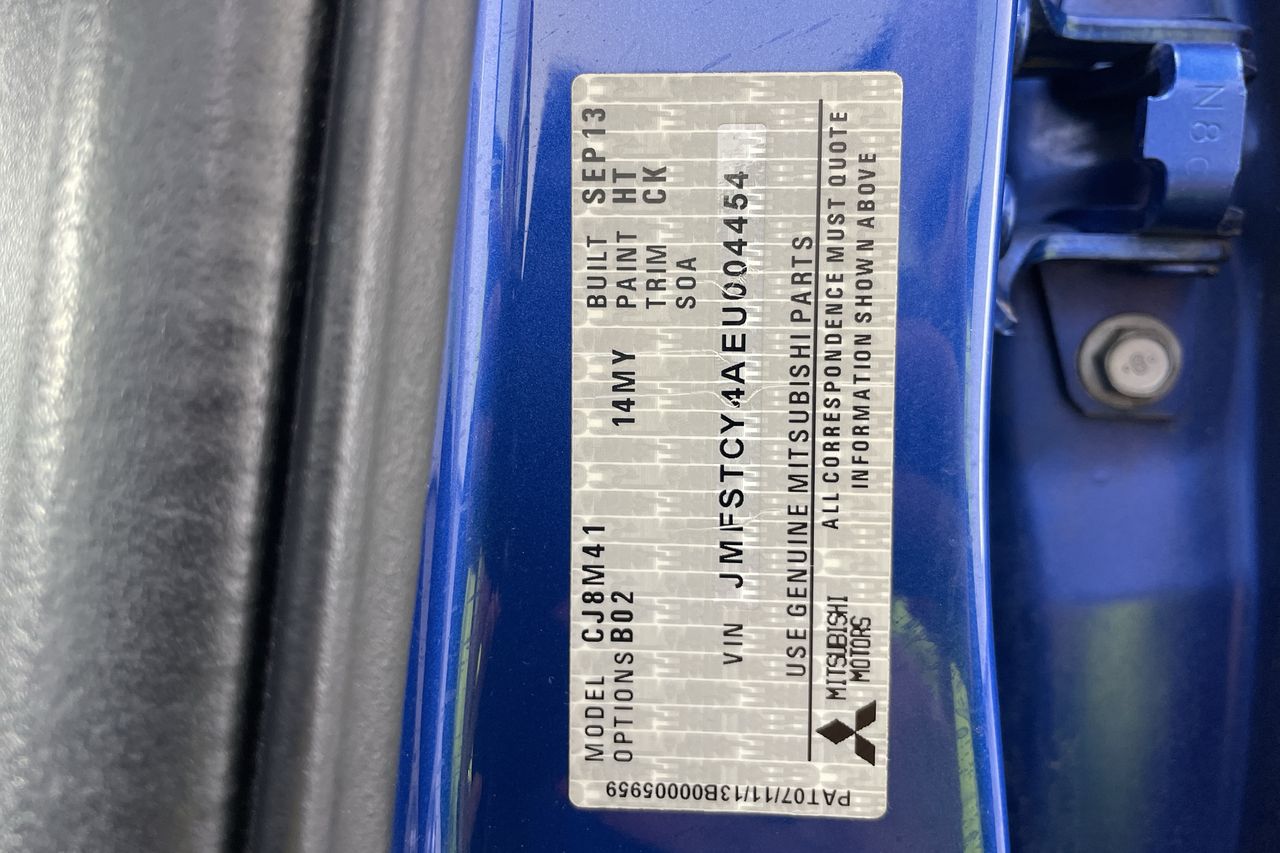 MODEL CJ8M41 BUILT SEP13
OPTIONS B02 14MY PAINT HT
TRIM CK
SOA
VIN JMFSTCY4AEU004454
USE GENUINE MITSUBISHI PARTS
MITSUBISHI
MOTORS
ALL CORRESPONDENCE MUST QUOTE
INFORMATION SHOWN ABOVE
PAT07/11/13B00005959